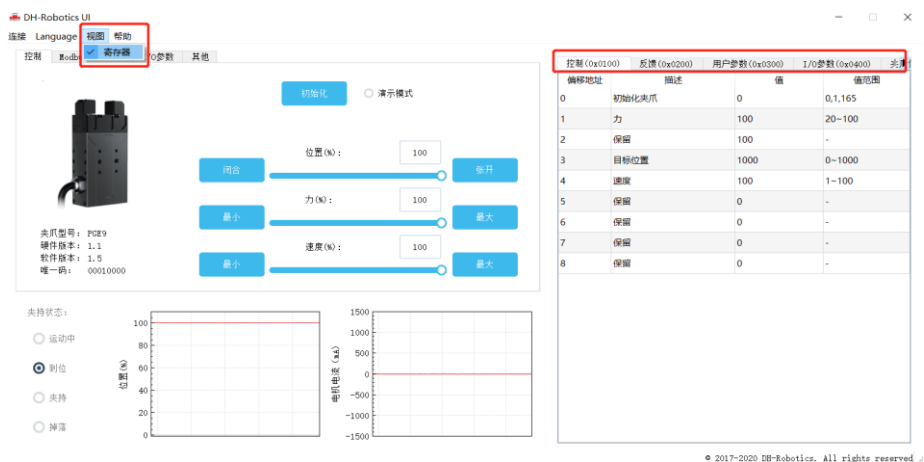 DH-Robotics UI
连接 Language 视图 帮助
寄存器
控制 I/O参数 其他
初始化 演示模式
位置(%): 100
闭合 张开
力(%): 100
最小 最大
速度(%): 100
最小 最大
夹爪型号: PGE9
硬件版本: 1.1
软件版本: 1.5
唯一码: 00010000
夹持状态:
运动中
到位
夹持
掉落
位置(%)
100
80
60
40
20
0
电机电流 (mA)
1500
1000
500
0
-500
-1000
-1500
控制(0x0100) 反馈(0x0200) 用户参数(0x0300) I/O参数(0x0400)
偏移地址 描述 值 值范围
0 初始化夹爪 0 0,1,165
1 力 100 20~100
2 保留 100 -
3 目标位置 1000 0~1000
4 速度 100 1~100
5 保留 0 -
6 保留 0 -
7 保留 0 -
8 保留 0 -
© 2017-2020 DH-Robotics. All rights reserved